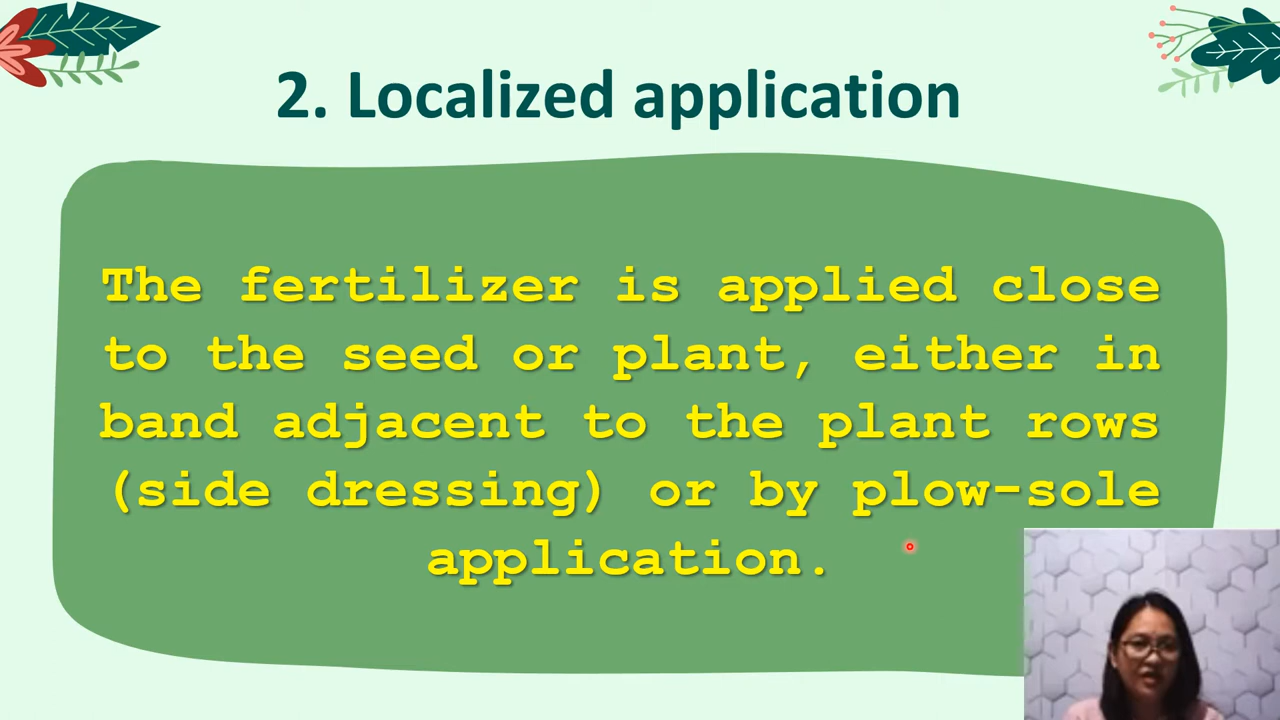 2. Localized application
The fertilizer is applied close
to the seed or plant, either in
band adjacent to the plant rows
(side dressing) or by plow-sole
application.